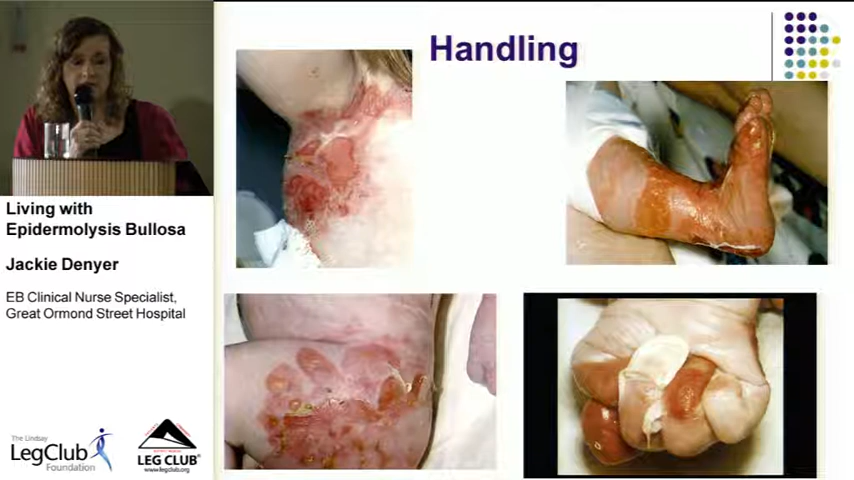 Handling
Living with
Epidermolysis Bullosa
Jackie Denyer
EB Clinical Nurse Specialist,
Great Ormond Street Hospital
The Lindsay
LegClub
Foundation
LEG CLUB®
www.legclub.org